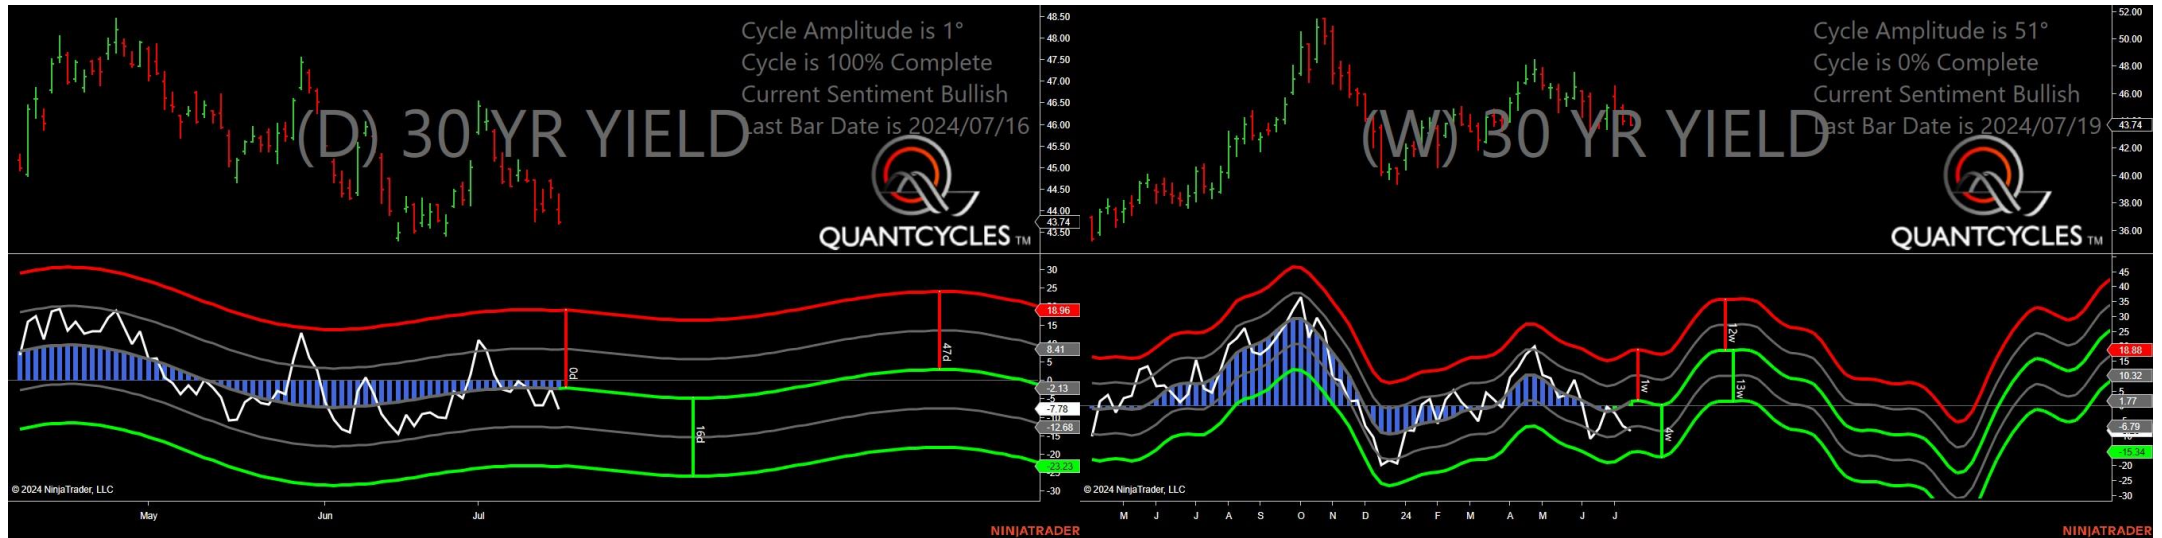 Cycle Amplitude is 1°
Cycle is 100% Complete
Current Sentiment Bullish
Last Bar Date is 2024/07/16
(D) 30 YR YIELD
QUANTCYCLES TM
48.50
48.00
47.50
47.00
46.50
46.00
45.50
45.00
44.50
44.00
43.74
43.50
30
25
18.96
15
8.41
5
0
-2.13
-5
-7.78
-12.68
-15
-20
-23.23
-30
0d
16d
47d
© 2024 NinjaTrader, LLC
May
Jun
Jul
NINJATRADER
Cycle Amplitude is 51°
Cycle is 0% Complete
Current Sentiment Bullish
Last Bar Date is 2024/07/19
(W) 30 YR YIELD
QUANTCYCLES TM
52.00
50.00
48.00
46.00
43.74
42.00
40.00
38.00
36.00
45
40
35
30
25
18.88
15
10.32
5
1.77
-6.79
-15.34
-20
-25
-30
1w
4w
12w
13w
© 2024 NinjaTrader, LLC
M
J
J
A
S
O
N
D
24
F
M
A
M
J
J
NINJATRADER